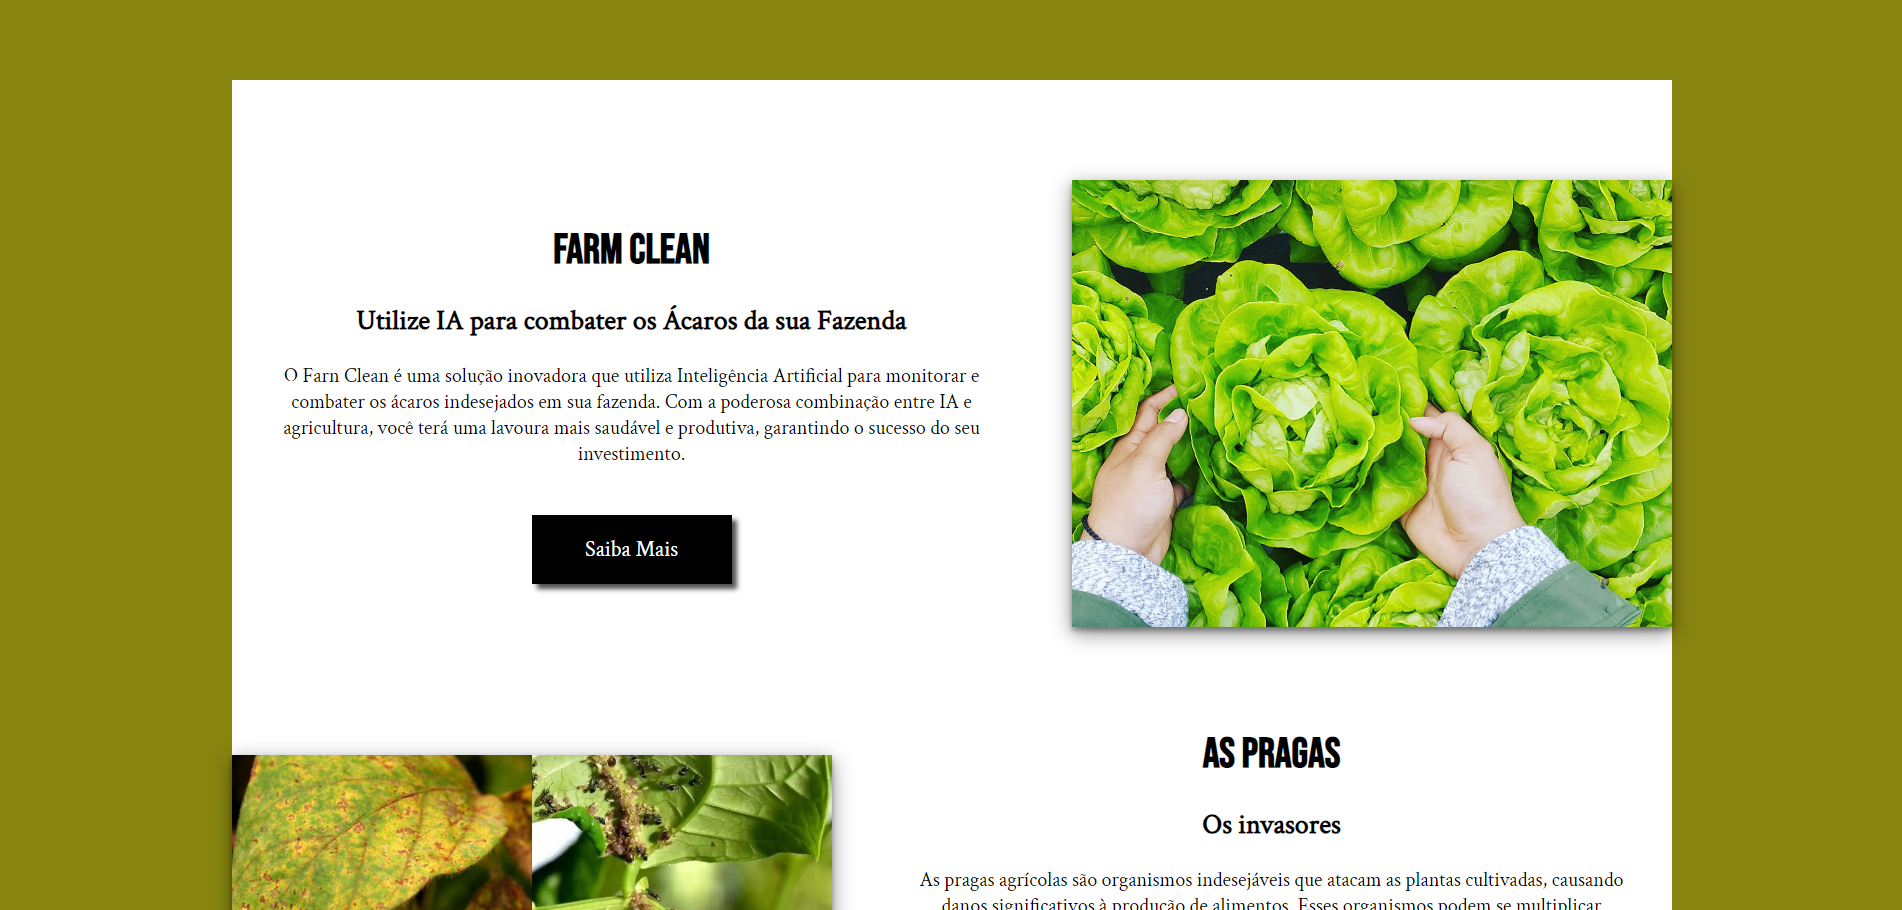 FARM CLEAN
Utilize IA para combater os Ácaros da sua Fazenda
O Farn Clean é uma solução inovadora que utiliza Inteligência Artificial para monitorar e
combater os ácaros indesejados em sua fazenda. Com a poderosa combinação entre IA e
agricultura, você terá uma lavoura mais saudável e produtiva, garantindo o sucesso do seu
investimento.
Saiba Mais
AS PRAGAS
Os invasores
As pragas agrícolas são organismos indesejáveis que atacam as plantas cultivadas, causando
danos significativos à produção de alimentos. Esses organismos podem se multiplicar